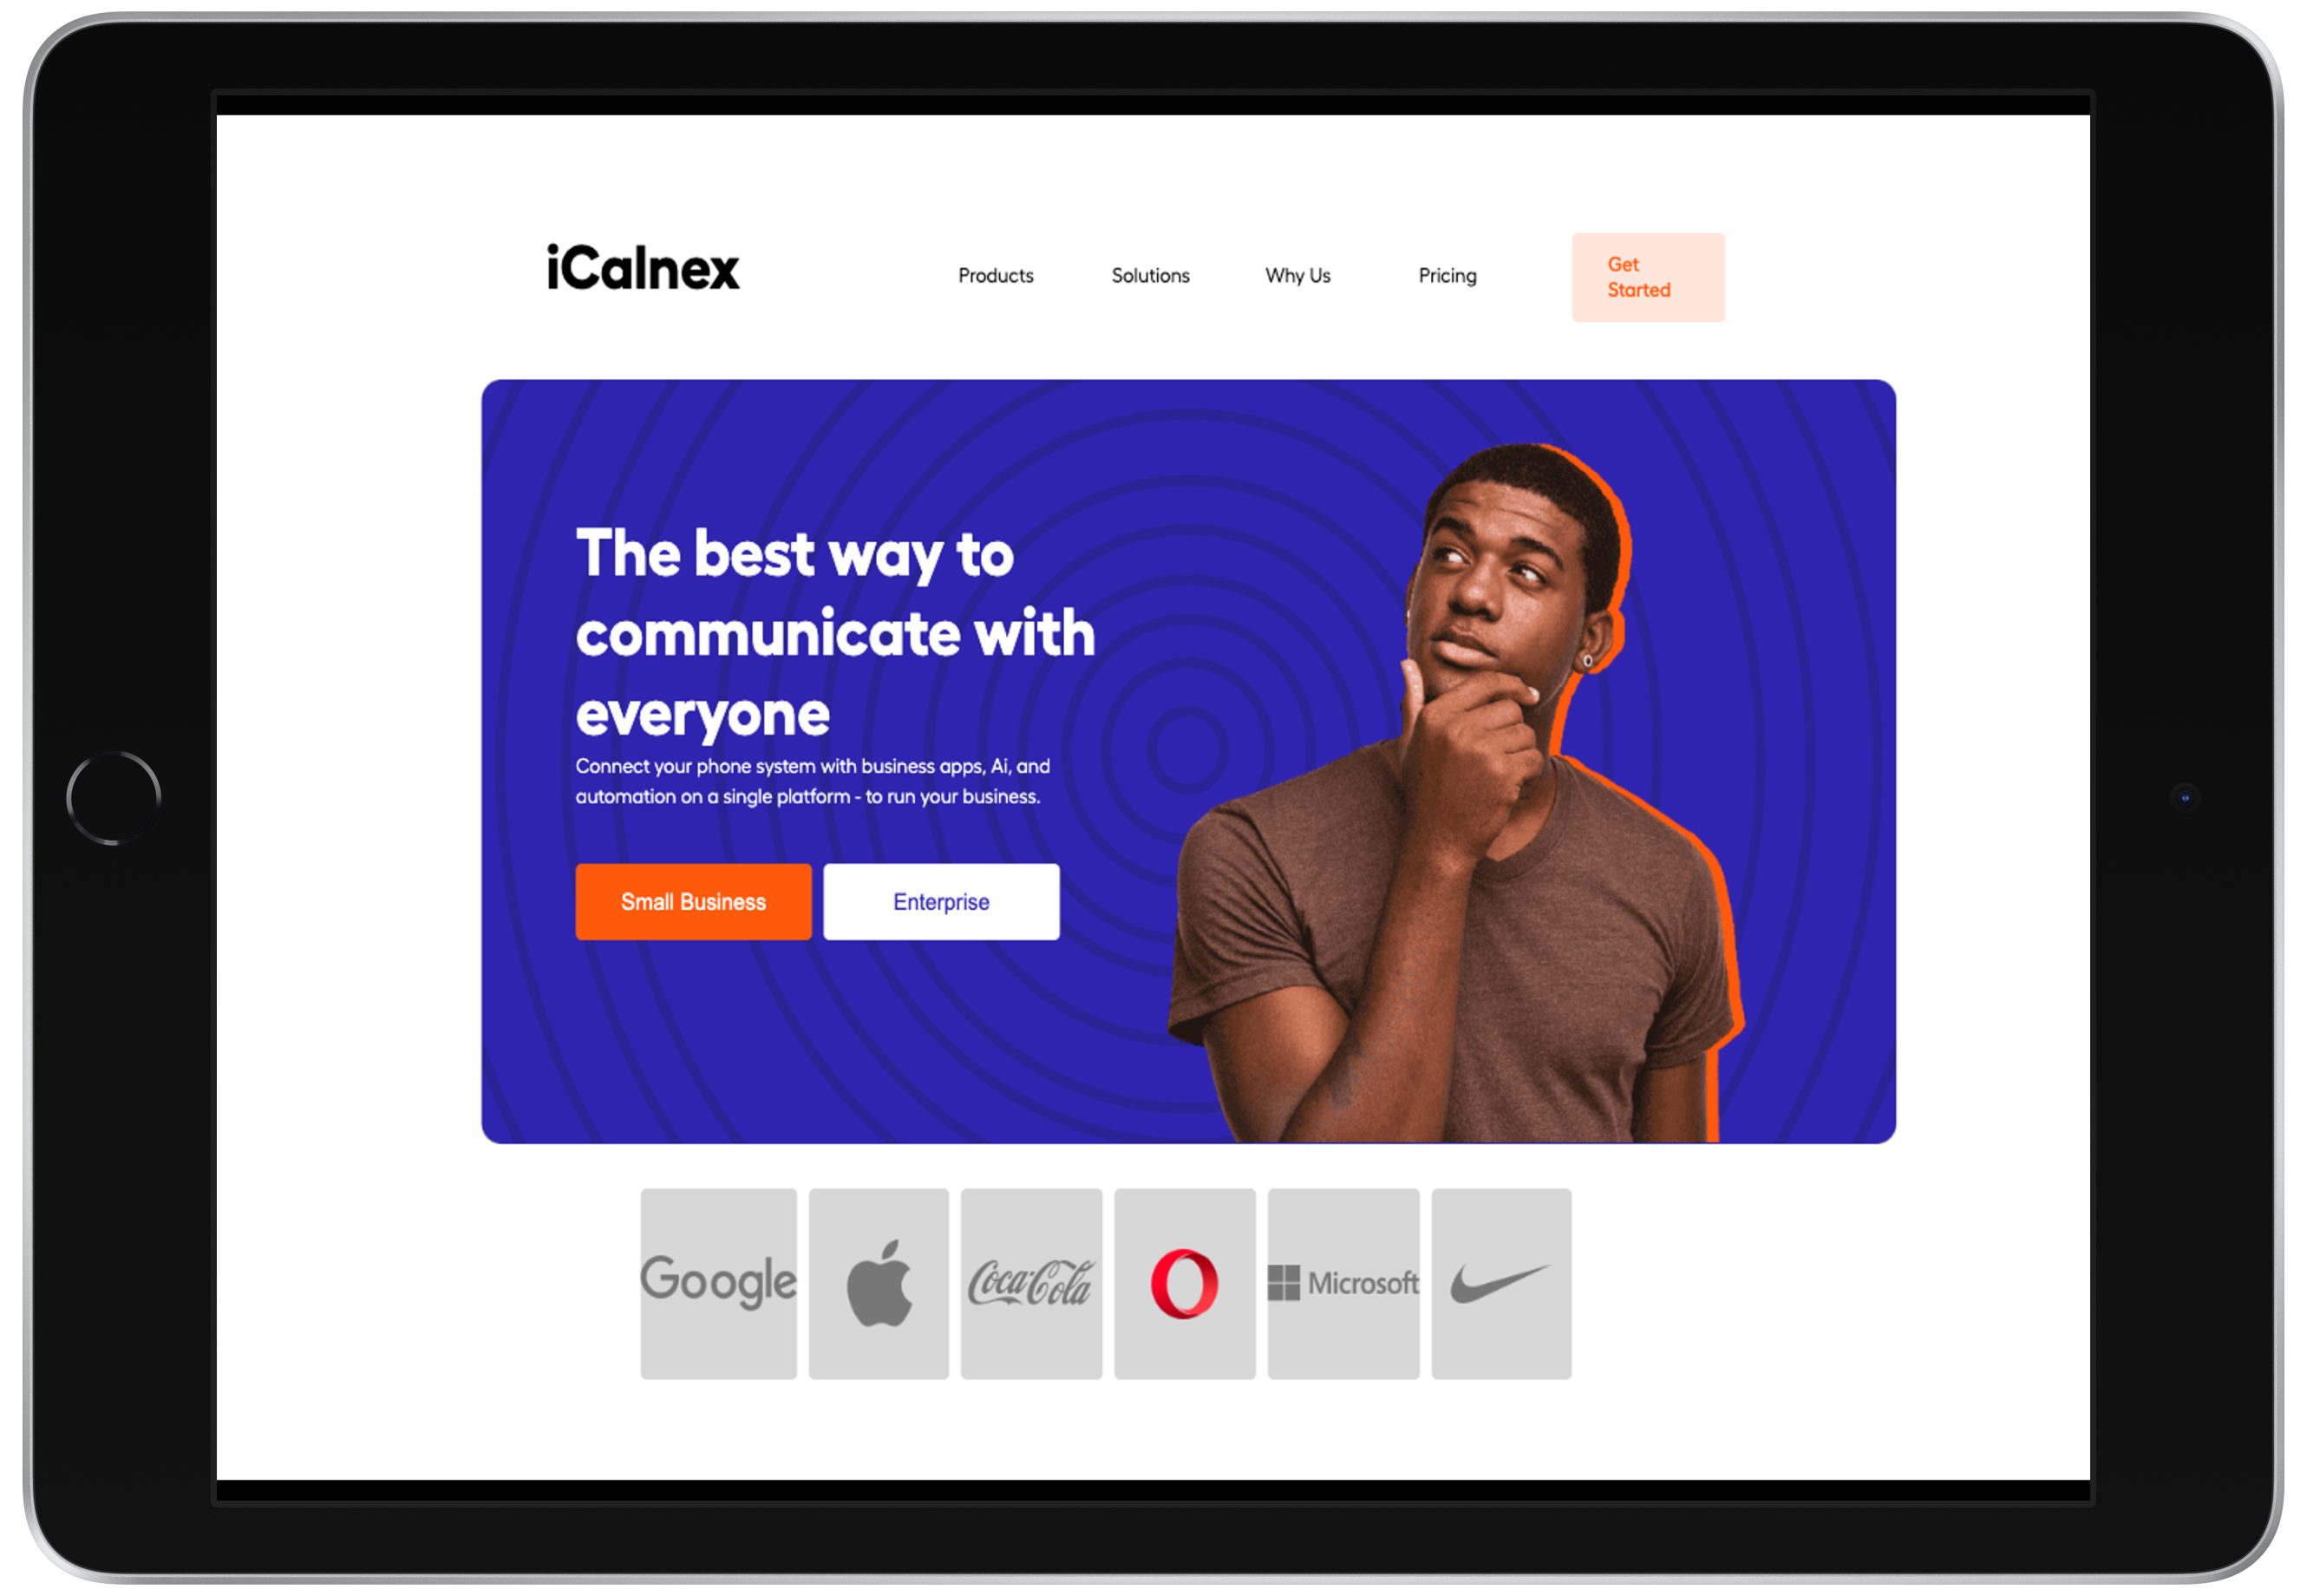 iCalnex
Products
Solutions
Why Us
Pricing
Get
Started
The best way to
communicate with
everyone
Connect your phone system with business apps, Ai, and
automation on a single platform - to run your business.
Small Business
Enterprise
Google
Coca-Cola
Microsoft